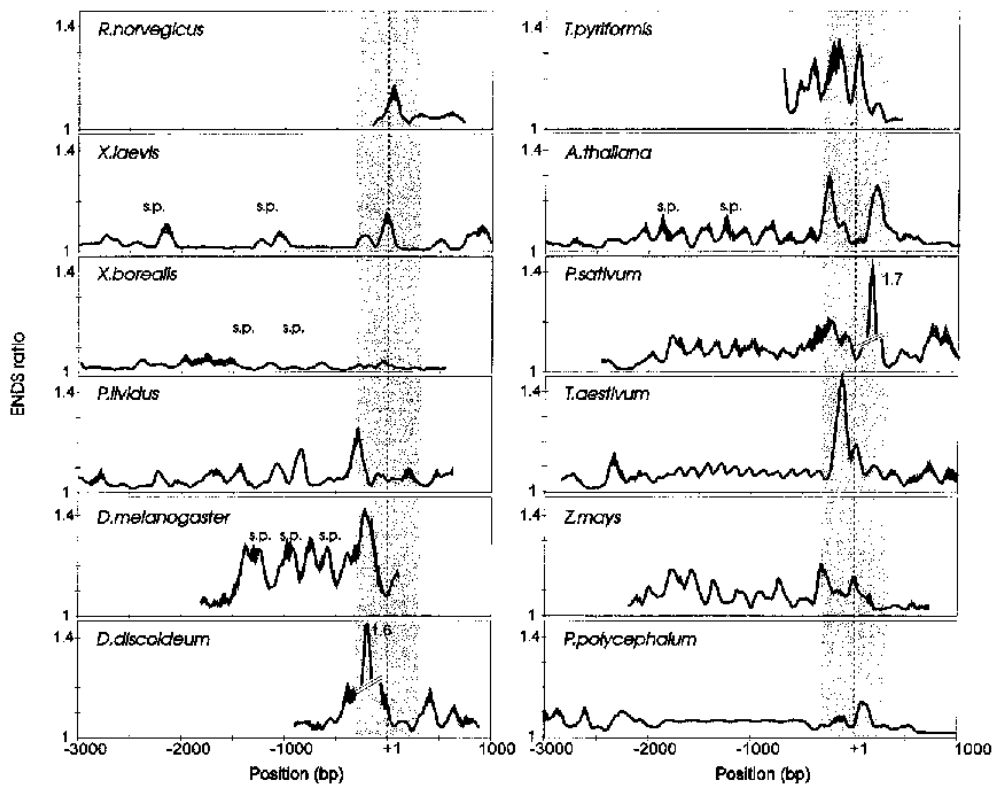 R.norvegicus
T.pyriformis
1.4
1.4
1
1
X.laevis
A.thaliana
1.4
1.4
s.p. s.p.
s.p. s.p.
1
1
X.borealis
P.sativum
1.4
1.4
1.7
s.p. s.p.
1
1
ENDS ratio
P.lividus
T.aestivum
1.4
1.4
1
1
D.melanogaster
Z.mays
1.4
1.4
s.p. s.p. s.p.
1
1
D.discoideum
P.polycephalum
1.6
1.4
1.4
1
1
-3000 -2000 -1000 +1 1000
-3000 -2000 -1000 +1 1000
Position (bp)
Position (bp)